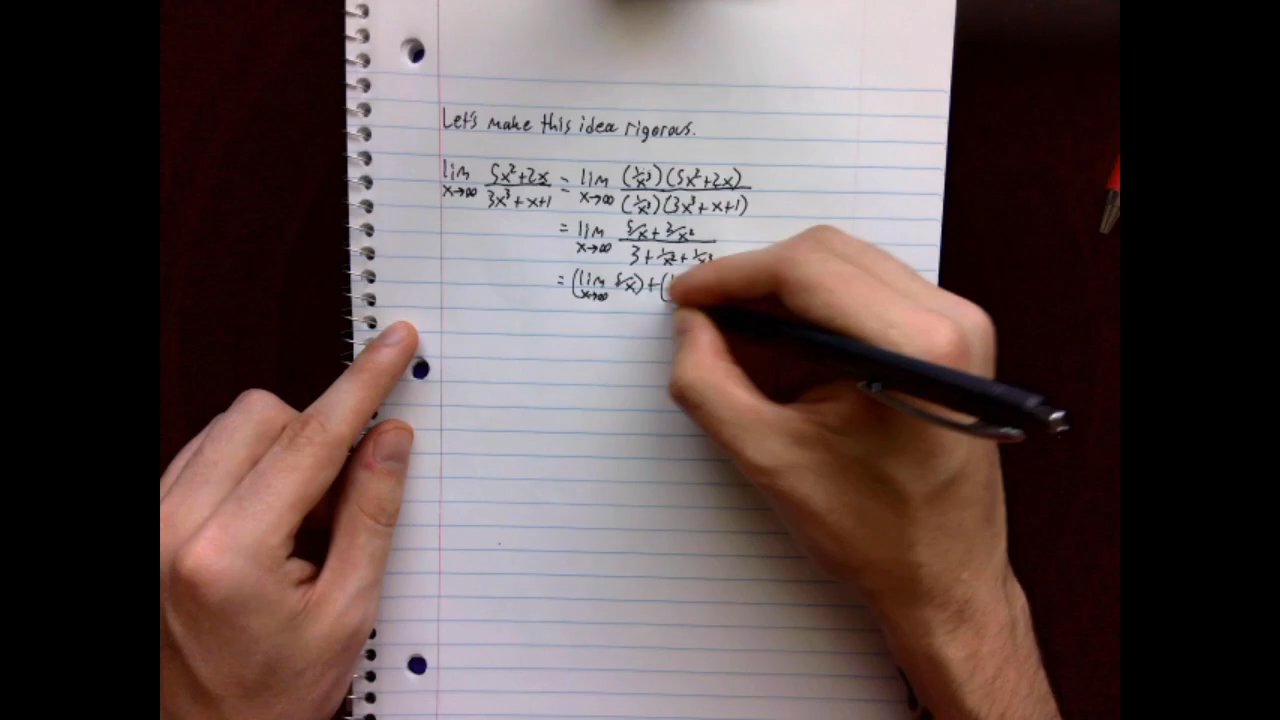 Let's make this idea rigorous.
lim x→∞ (5x²+2x)/(3x³+x+1) = lim x→∞ ((1/x³)(5x²+2x))/((1/x³)(3x³+x+1))
= lim x→∞ (5/x + 2/x²)/(3 + 1/x² + 1/x³)
= (lim x→∞ 5/x) + (